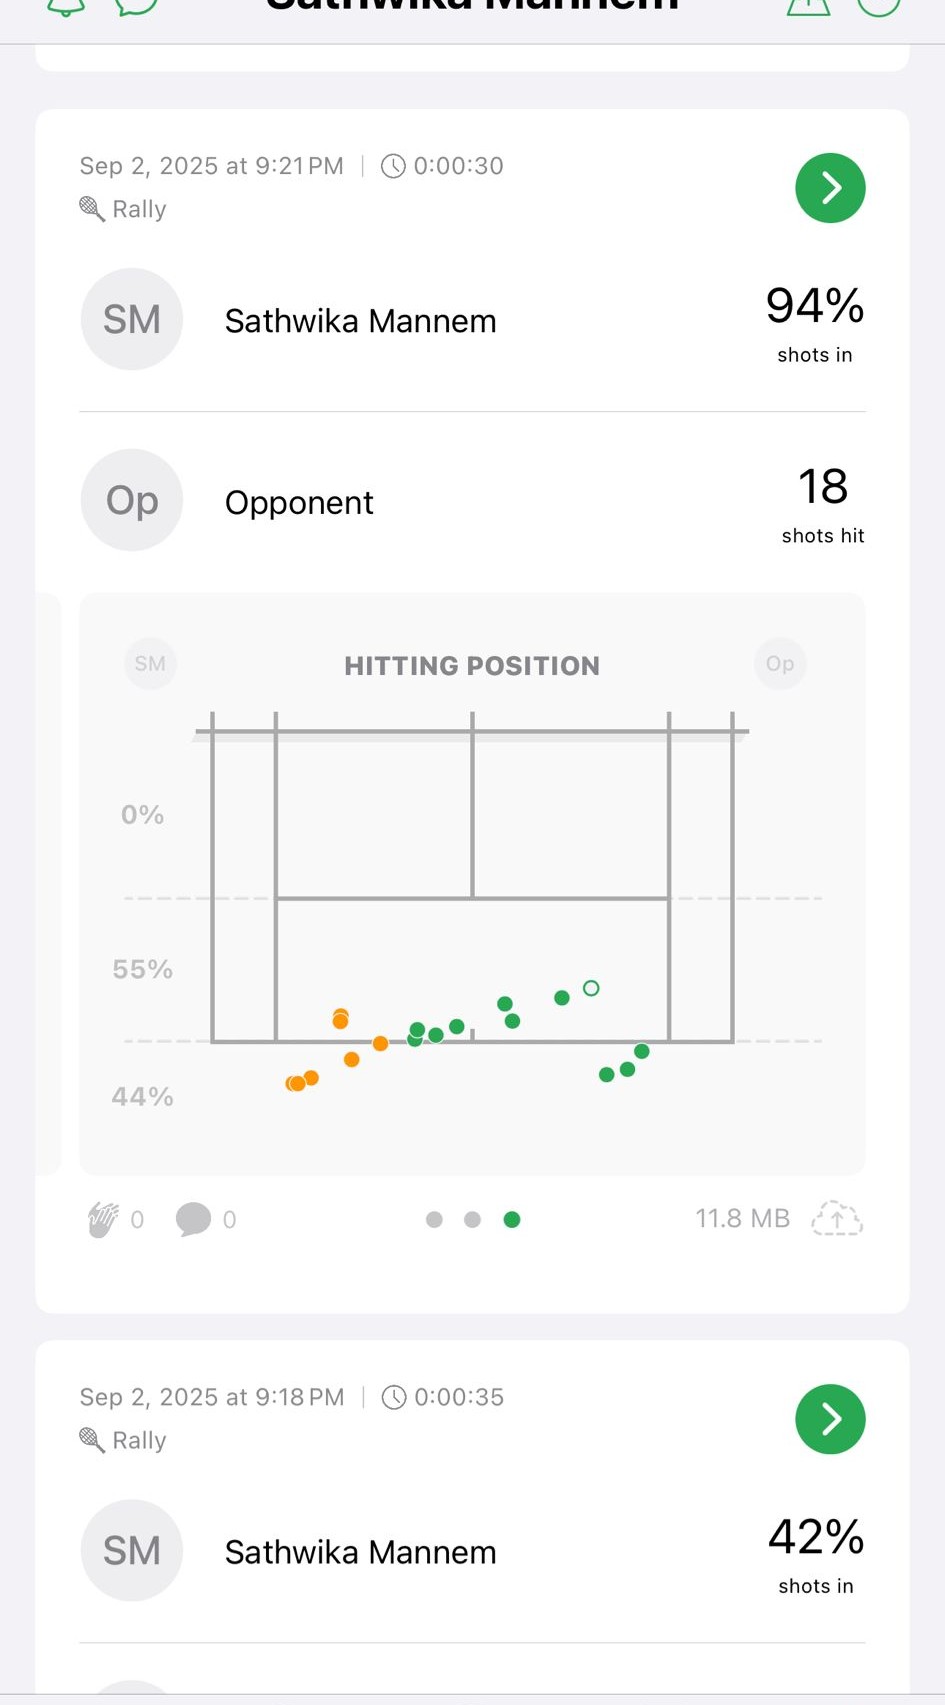 Sathwika Mannem
Sep 2, 2025 at 9:21 PM | 0:00:30
Rally
SM Sathwika Mannem 94%
shots in
Op Opponent 18
shots hit
SM HITTING POSITION Op
0%
55%
44%
0 0 11.8 MB
Sep 2, 2025 at 9:18 PM | 0:00:35
Rally
SM Sathwika Mannem 42%
shots in